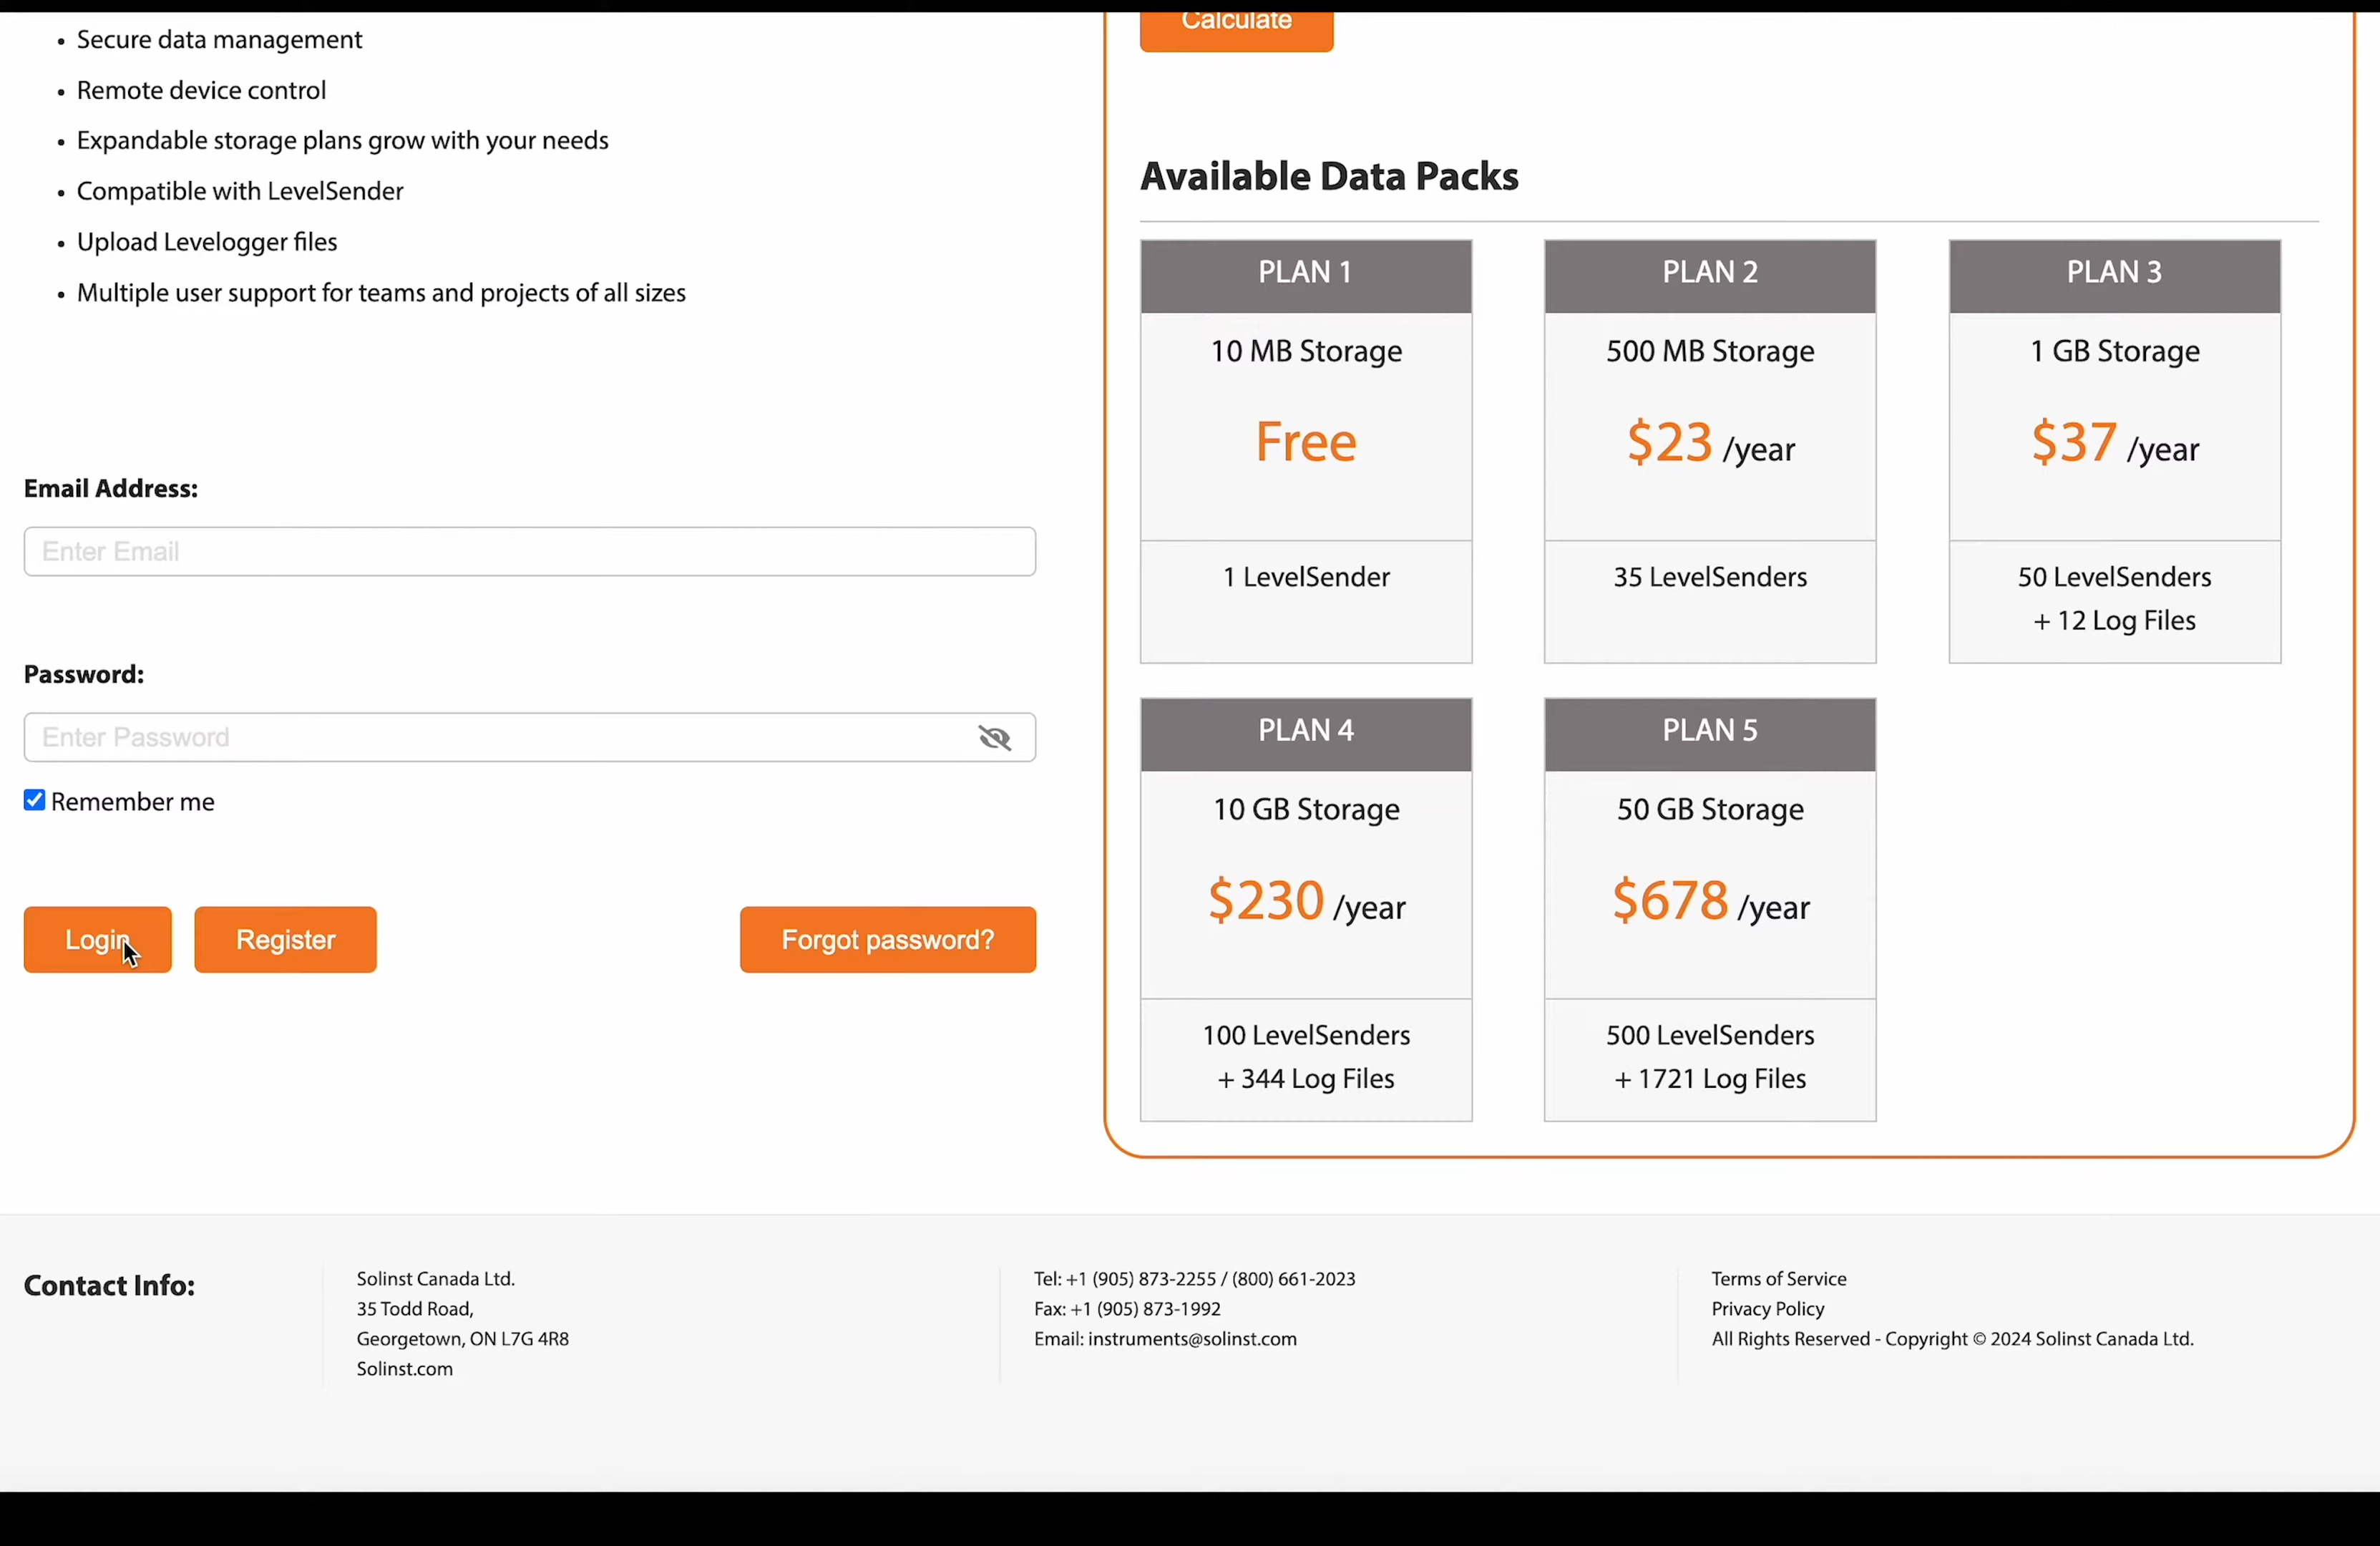 Secure data management
Remote device control
Expandable storage plans grow with your needs
Compatible with LevelSender
Upload Levelogger files
Multiple user support for teams and projects of all sizes
Email Address:
Enter Email
Password:
Enter Password
Remember me
Login
Register
Forgot password?
Calculate
Available Data Packs
PLAN 1
10 MB Storage
Free
1 LevelSender
PLAN 2
500 MB Storage
$23 /year
35 LevelSenders
PLAN 3
1 GB Storage
$37 /year
50 LevelSenders
+ 12 Log Files
PLAN 4
10 GB Storage
$230 /year
100 LevelSenders
+ 344 Log Files
PLAN 5
50 GB Storage
$678 /year
500 LevelSenders
+ 1721 Log Files
Contact Info:
Solinst Canada Ltd.
35 Todd Road,
Georgetown, ON L7G 4R8
Solinst.com
Tel: +1 (905) 873-2255 / (800) 661-2023
Fax: +1 (905) 873-1992
Email: instruments@solinst.com
Terms of Service
Privacy Policy
All Rights Reserved - Copyright © 2024 Solinst Canada Ltd.